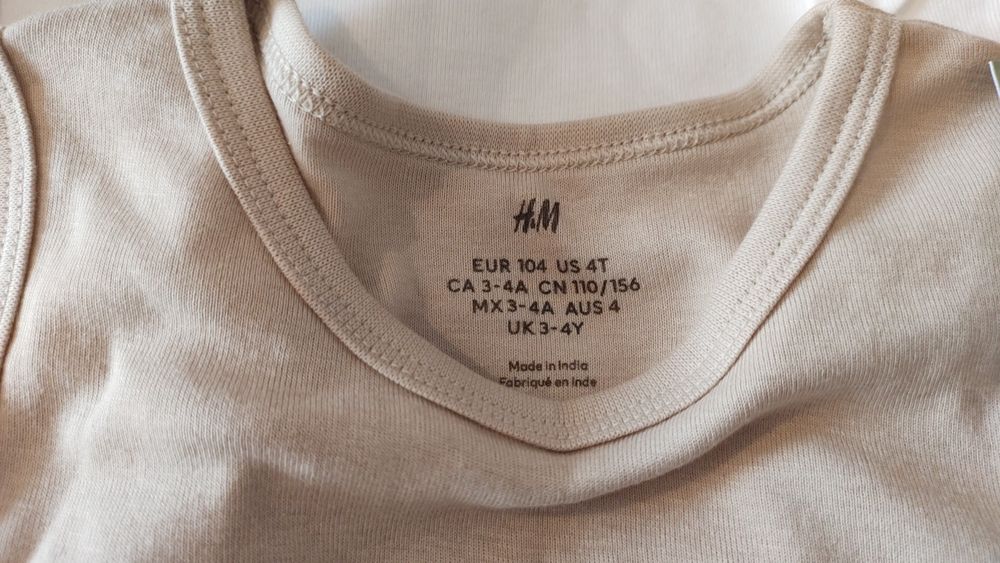 H&M
EUR 104 US 4T
CA 3-4A CN 110/156
MX 3-4A AUS 4
UK 3-4Y
Made in India
Fabriqué en Inde